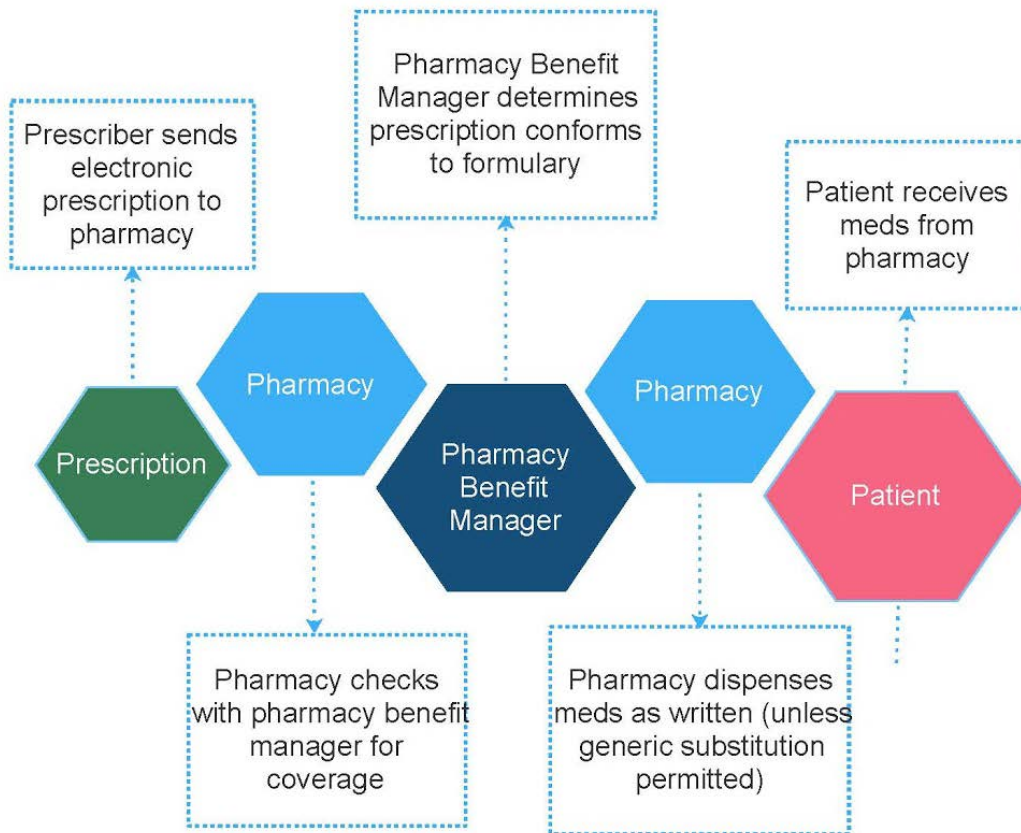 Prescriber sends
electronic
prescription to
pharmacy
Pharmacy Benefit
Manager determines
prescription conforms
to formulary
Patient receives
meds from
pharmacy
Prescription
Pharmacy
Pharmacy
Benefit
Manager
Pharmacy
Patient
Pharmacy checks
with pharmacy benefit
manager for
coverage
Pharmacy dispenses
meds as written (unless
generic substitution
permitted)